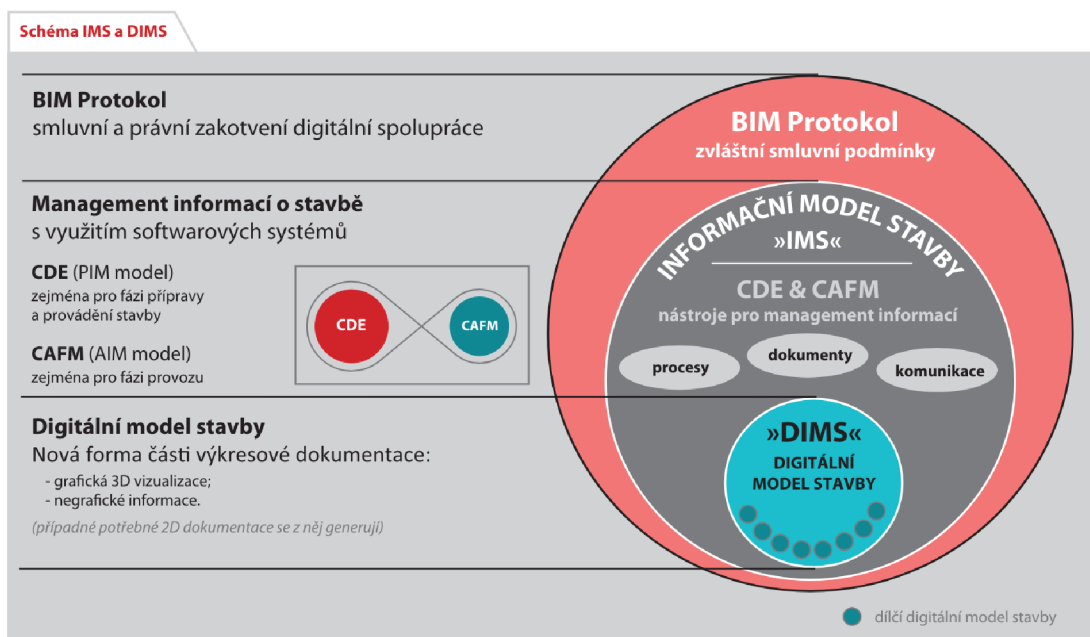 Schéma IMS a DIMS
BIM Protokol
smluvní a právní zakotvení digitální spolupráce
Management informací o stavbě
s využitím softwarových systémů
CDE (PIM model)
zejména pro fázi přípravy
a provádění stavby
CAFM (AIM model)
zejména pro fázi provozu
CDE
CAFM
Digitální model stavby
Nová forma části výkresové dokumentace:
- grafická 3D vizualizace;
- negrafické informace.
(případné potřebné 2D dokumentace se z něj generují)
BIM Protokol
zvláštní smluvní podmínky
INFORMAČNÍ MODEL STAVBY
»IMS«
CDE & CAFM
nástroje pro management informací
procesy
dokumenty
komunikace
»DIMS«
DIGITÁLNÍ
MODEL STAVBY
dílčí digitální model stavby